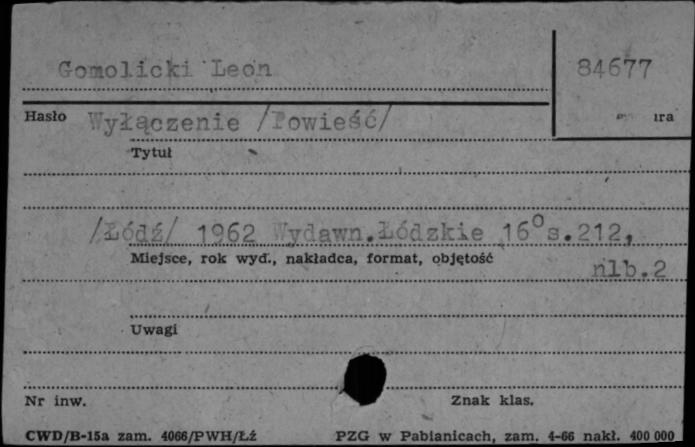 Gomolicki Leon 84677
Hasło Wyłączenie /Powieść/
Tytuł
/Łódź/ 1962 Wydawn.Łódzkie 16° s.212,
Miejsce, rok wyd., nakładca, format, objętość
nlb.2
Uwagi
Nr inw. Znak klas.
CWD/B-15a zam. 4066/PWH/Łź PZG w Pabianicach, zam. 4-66 nakł. 400 000